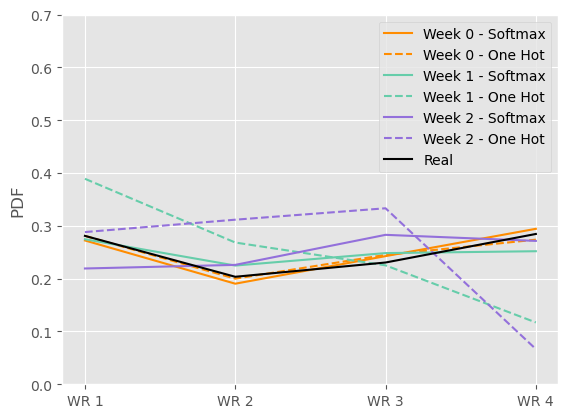 0.7
0.6
0.5
0.4
0.3
0.2
0.1
0.0
PDF
WR 1
WR 2
WR 3
WR 4
Week 0 - Softmax
Week 0 - One Hot
Week 1 - Softmax
Week 1 - One Hot
Week 2 - Softmax
Week 2 - One Hot
Real